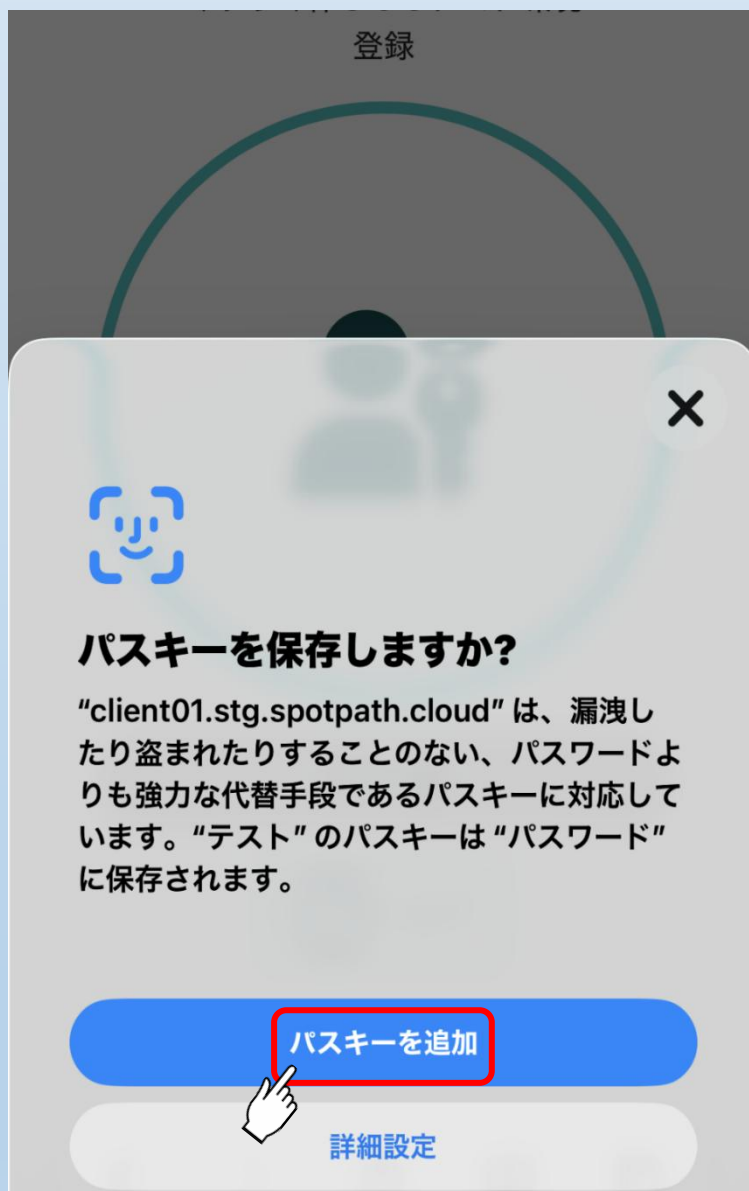 登録
パスキーを保存しますか?
“client01.stg.spotpath.cloud” は、漏洩し
たり盗まれたりすることのない、パスワードよ
りも強力な代替手段であるパスキーに対応して
います。“テスト” のパスキーは “パスワード”
に保存されます。
パスキーを追加
詳細設定